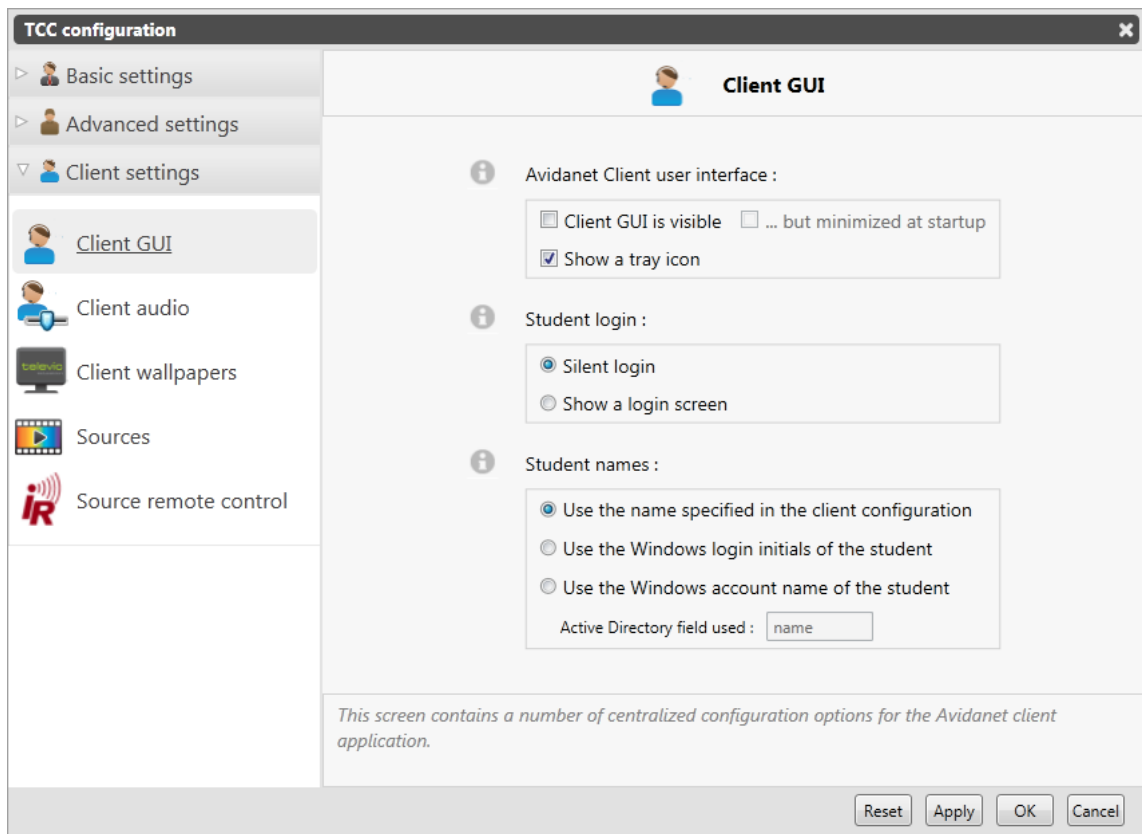 TCC configuration
Basic settings
Advanced settings
Client settings
Client GUI
Client audio
televic
Client wallpapers
Sources
iR
Source remote control
Client GUI
Avidanet Client user interface :
Client GUI is visible ... but minimized at startup
Show a tray icon
Student login :
Silent login
Show a login screen
Student names :
Use the name specified in the client configuration
Use the Windows login initials of the student
Use the Windows account name of the student
Active Directory field used : name
This screen contains a number of centralized configuration options for the Avidanet client
application.
Reset Apply OK Cancel